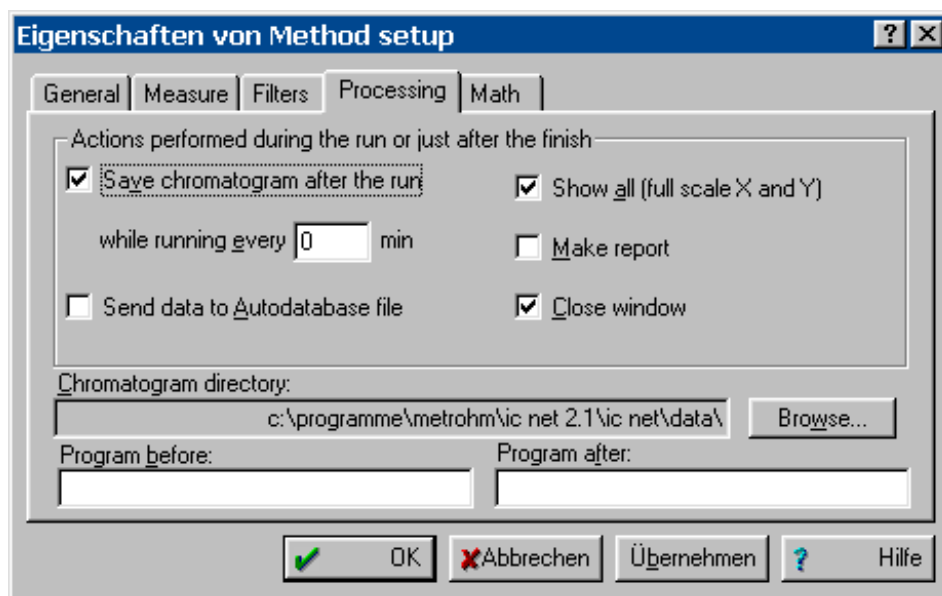 Eigenschaften von Method setup
General Measure Filters Processing Math
Actions performed during the run or just after the finish
Save chromatogram after the run
Show all (full scale X and Y)
while running every 0 min
Make report
Send data to Autodatabase file
Close window
Chromatogram directory:
c:\programme\metrohm\ic net 2.1\ic net\data\
Browse...
Program before:
Program after:
OK Abbrechen Übernehmen Hilfe